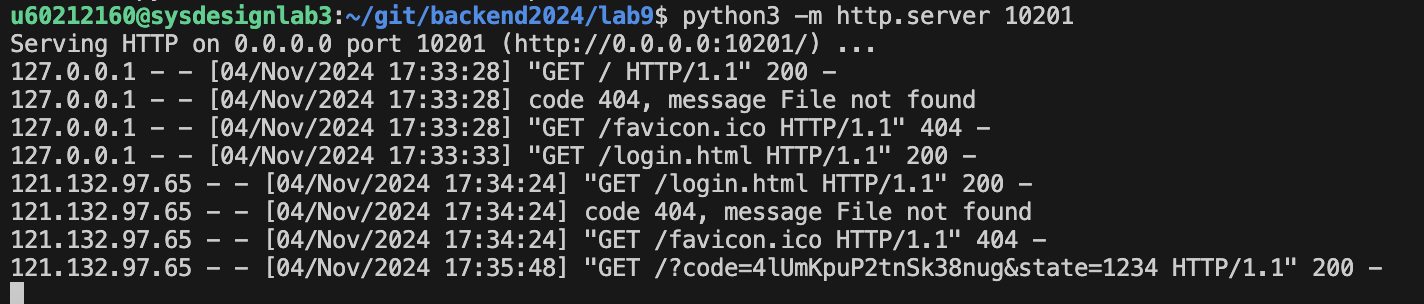 u60212160@sysdesignlab3:~/git/backend2024/lab9$ python3 -m http.server 10201
Serving HTTP on 0.0.0.0 port 10201 (http://0.0.0.0:10201/) ...
127.0.0.1 - - [04/Nov/2024 17:33:28] "GET / HTTP/1.1" 200 -
127.0.0.1 - - [04/Nov/2024 17:33:28] code 404, message File not found
127.0.0.1 - - [04/Nov/2024 17:33:28] "GET /favicon.ico HTTP/1.1" 404 -
127.0.0.1 - - [04/Nov/2024 17:33:33] "GET /login.html HTTP/1.1" 200 -
121.132.97.65 - - [04/Nov/2024 17:34:24] "GET /login.html HTTP/1.1" 200 -
121.132.97.65 - - [04/Nov/2024 17:34:24] code 404, message File not found
121.132.97.65 - - [04/Nov/2024 17:34:24] "GET /favicon.ico HTTP/1.1" 404 -
121.132.97.65 - - [04/Nov/2024 17:35:48] "GET /?code=4lUmKpuP2tnSk38nug&state=1234 HTTP/1.1" 200 -